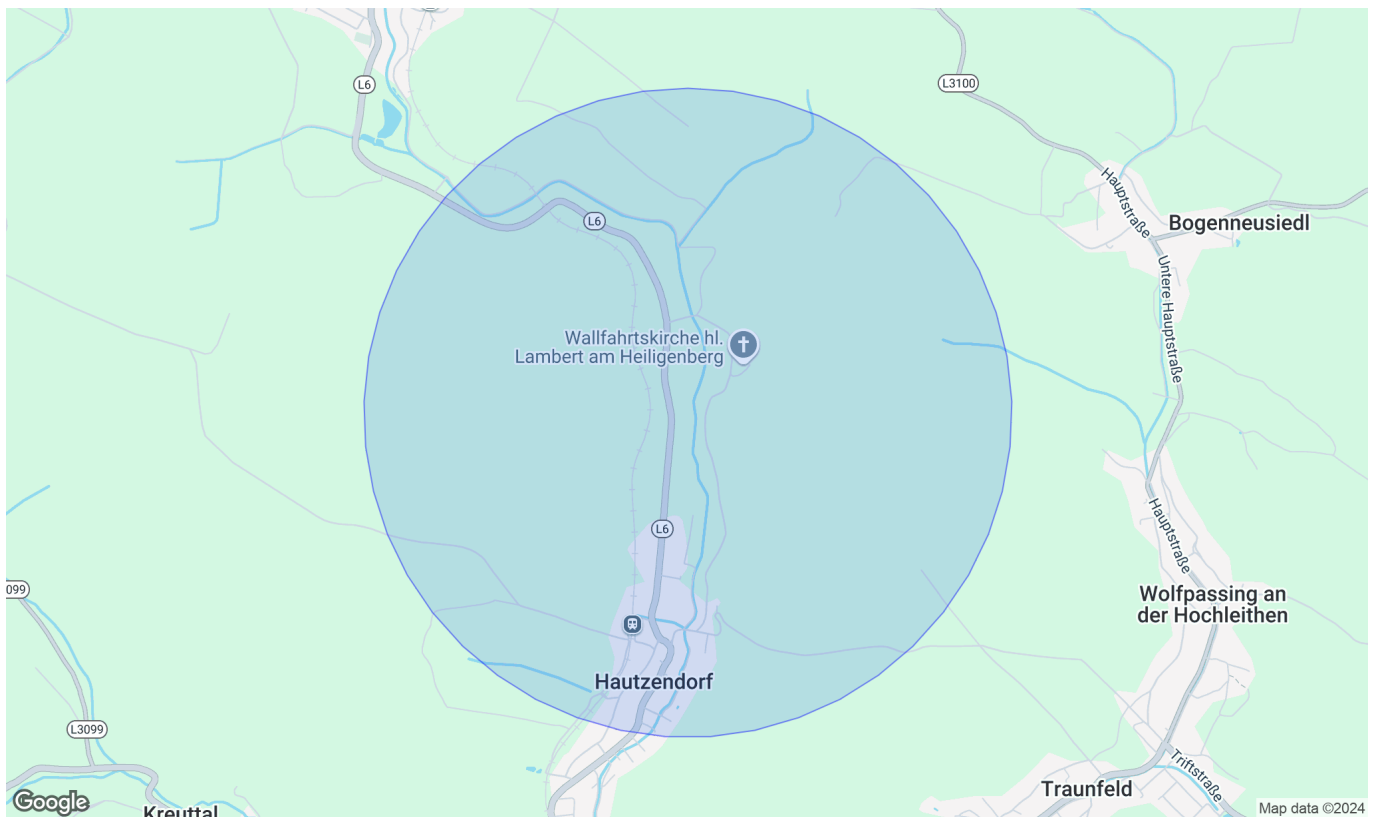 L6
L3100
Hauptstraße
Bogenneusiedl
L6
Untere Hauptstraße
Wallfahrtskirche hl.
Lambert am Heiligenberg
L6
Hauptstraße
099
Wolfpassing an
der Hochleithen
Hautzendorf
L3099
Triftstraße
Traunfeld
Google
Kreuttal
Map data ©2024